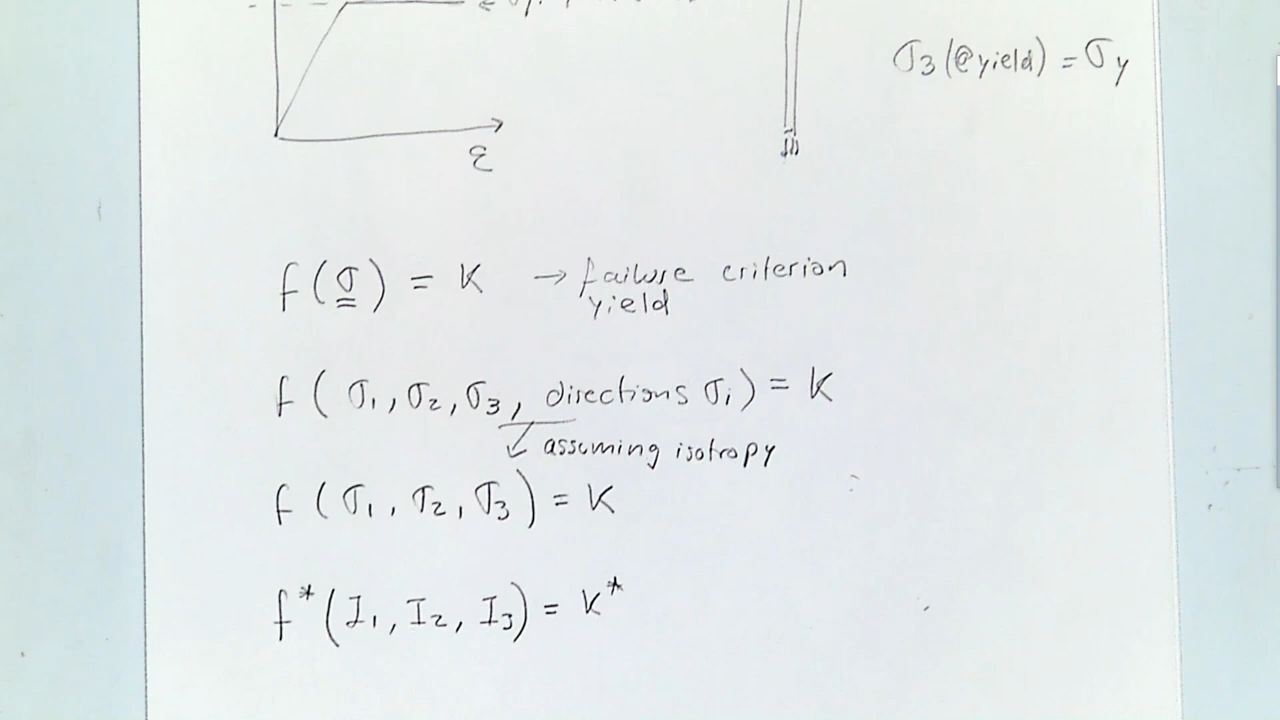 σ₃ (@yield) = σy
ε
f(σ) = K → failure criterion
yield
f ( σ₁, σ₂, σ₃, directions σi) = K
↙ assuming isotropy
f (σ₁, σ₂, σ₃) = K
f*(I₁, I₂, I₃) = K*